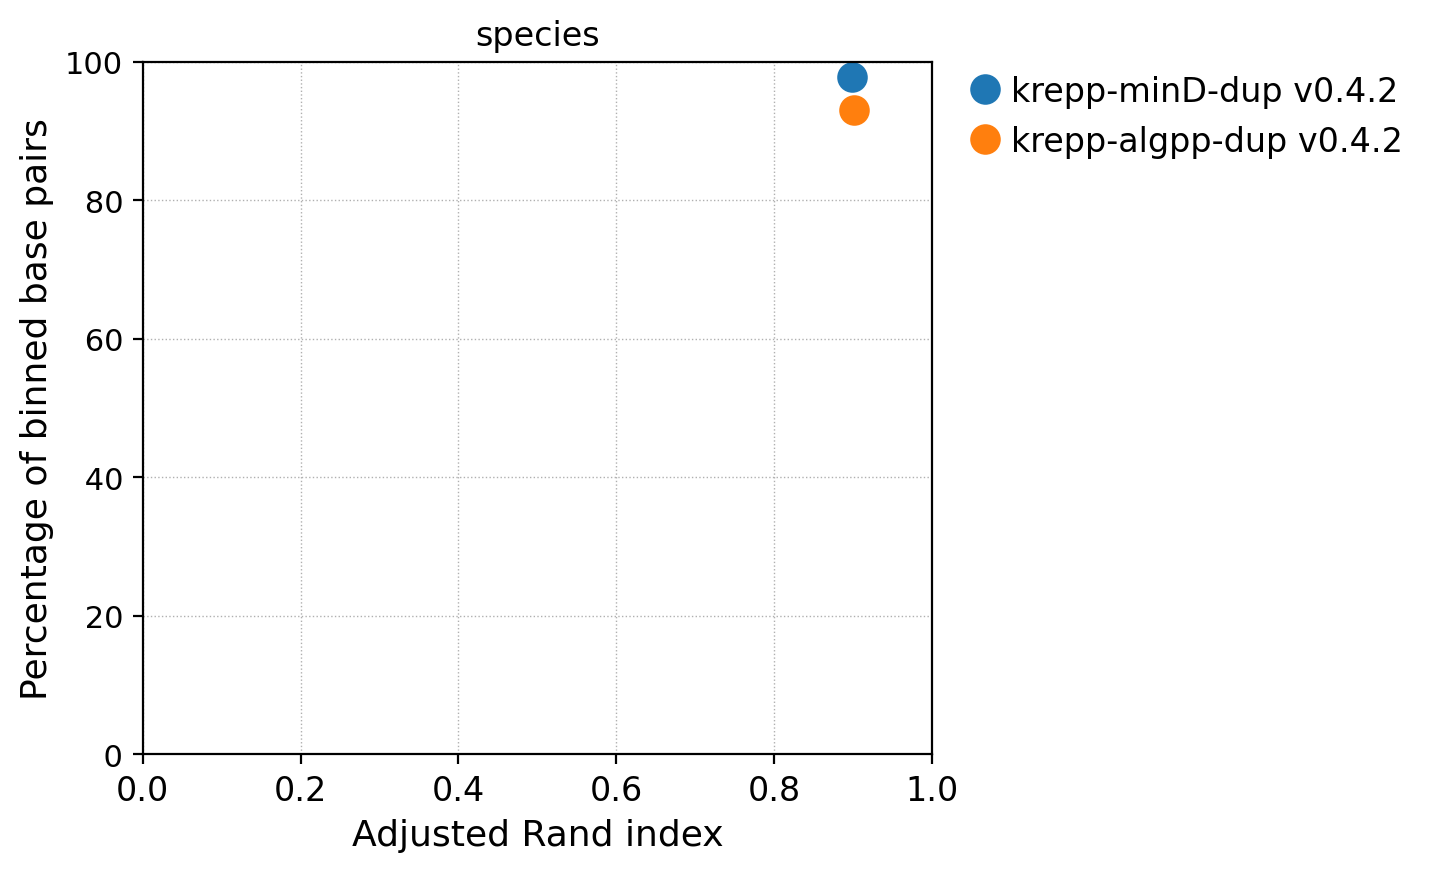 species
100
80
60
40
20
0
0.0 0.2 0.4 0.6 0.8 1.0
Percentage of binned base pairs
Adjusted Rand index
krepp-minD-dup v0.4.2
krepp-algpp-dup v0.4.2